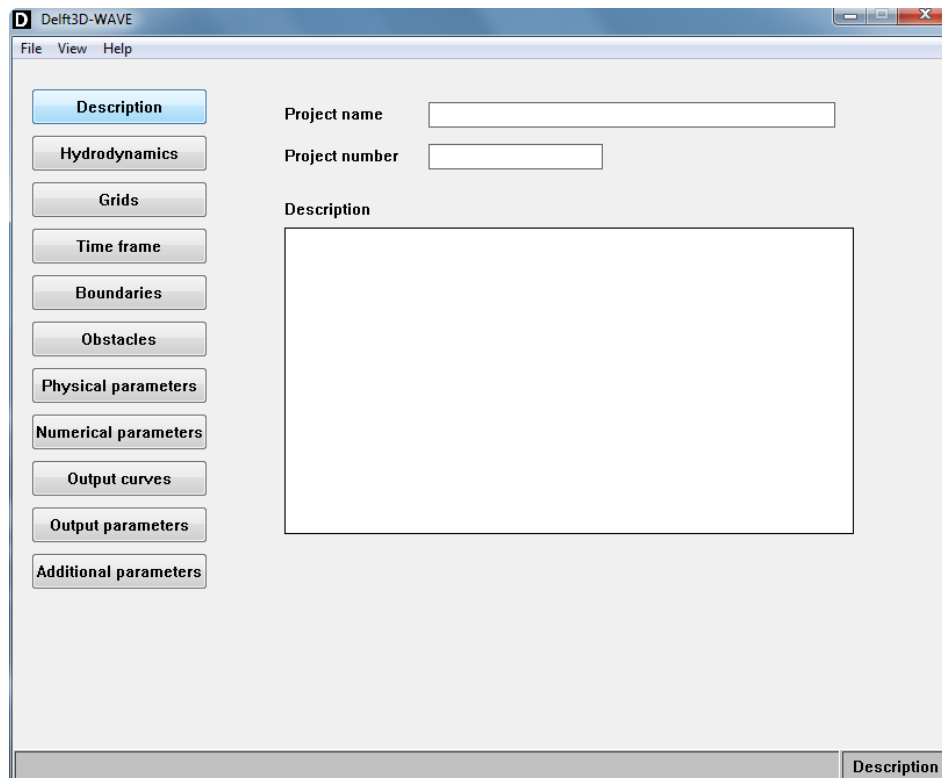 D Delft3D-WAVE
File View Help
Description
Hydrodynamics
Grids
Time frame
Boundaries
Obstacles
Physical parameters
Numerical parameters
Output curves
Output parameters
Additional parameters
Project name
Project number
Description
Description